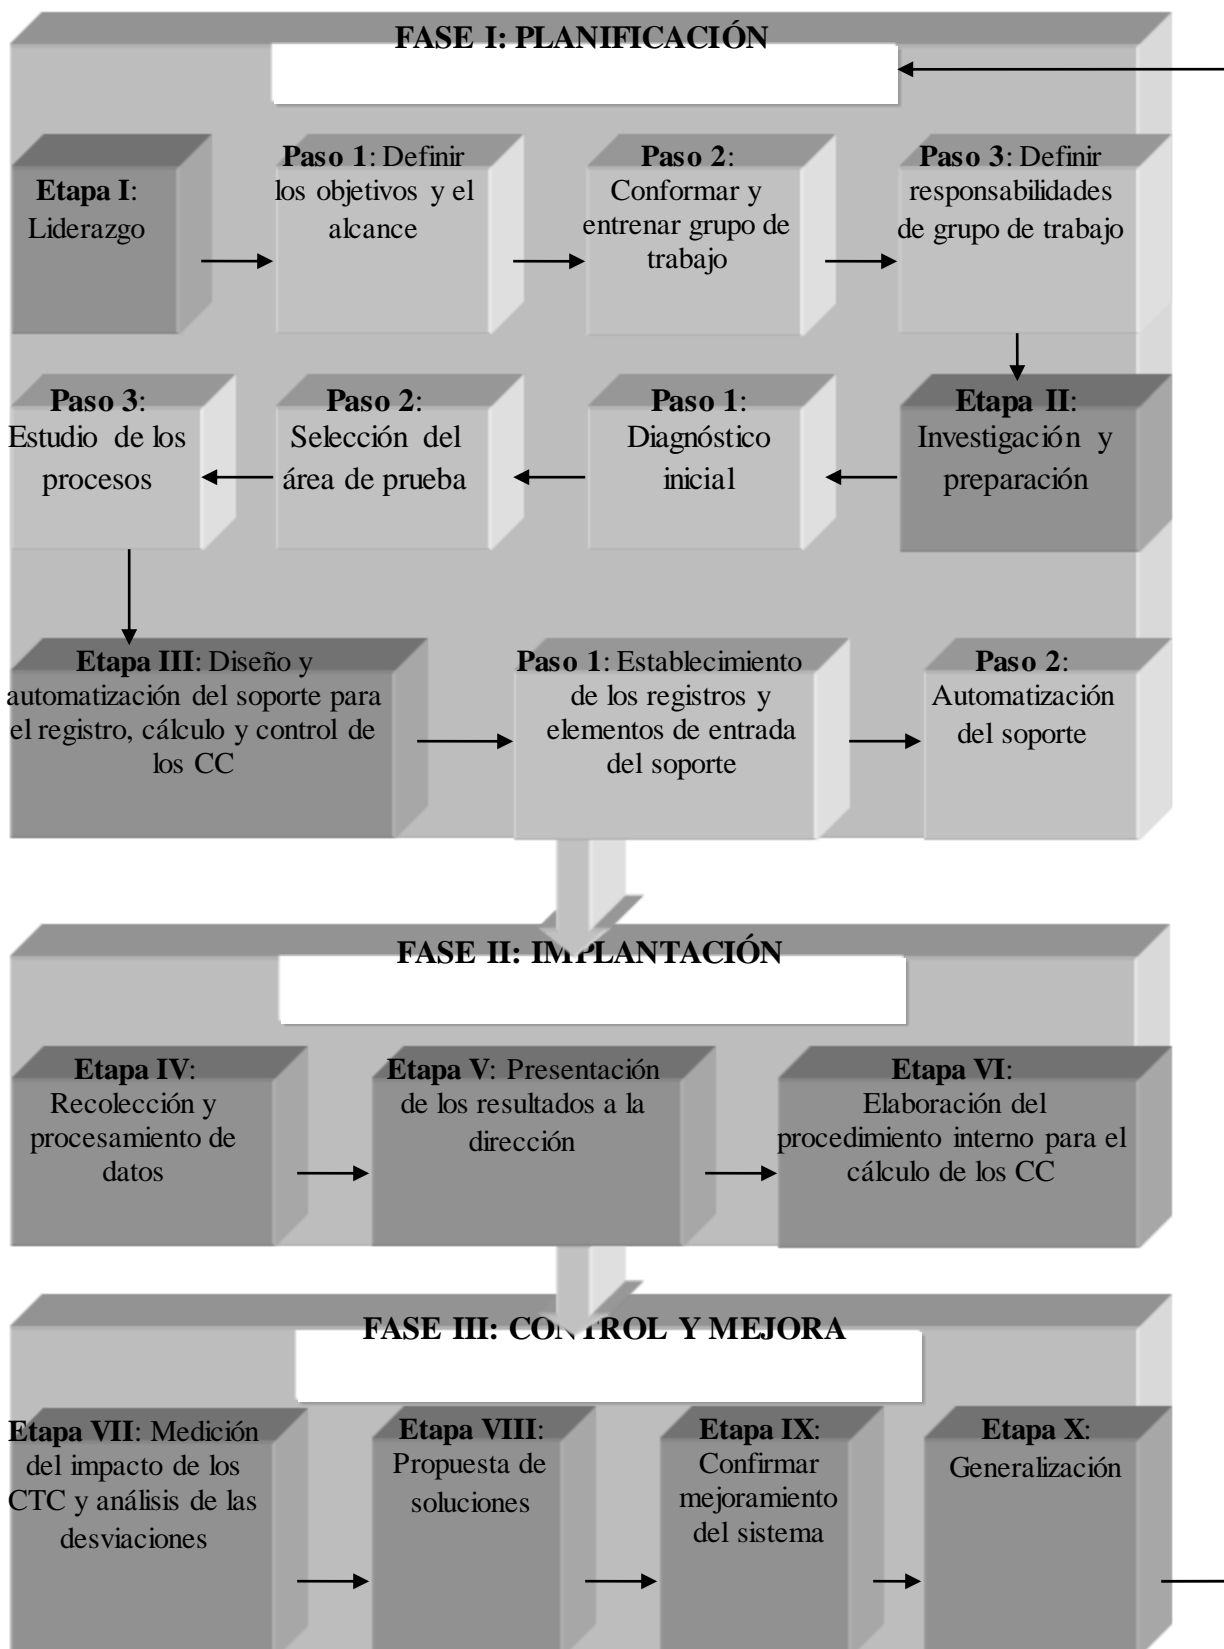 FASE I: PLANIFICACIÓN
Etapa I:
Liderazgo
Paso 1: Definir
los objetivos y el
alcance
Paso 2:
Conformar y
entrenar grupo de
trabajo
Paso 3: Definir
responsabilidades
de grupo de trabajo
Paso 3:
Estudio de los
procesos
Paso 2:
Selección del
área de prueba
Paso 1:
Diagnóstico
inicial
Etapa II:
Investigación y
preparación
Etapa III: Diseño y
automatización del soporte para
el registro, cálculo y control de
los CC
Paso 1: Establecimiento
de los registros y
elementos de entrada
del soporte
Paso 2:
Automatización
del soporte
FASE II: IMPLANTACIÓN
Etapa IV:
Recolección y
procesamiento de
datos
Etapa V: Presentación
de los resultados a la
dirección
Etapa VI:
Elaboración del
procedimiento interno para el
cálculo de los CC
FASE III: CONTROL Y MEJORA
Etapa VII: Medición
del impacto de los
CTC y análisis de las
desviaciones
Etapa VIII:
Propuesta de
soluciones
Etapa IX:
Confirmar
mejoramiento
del sistema
Etapa X:
Generalización